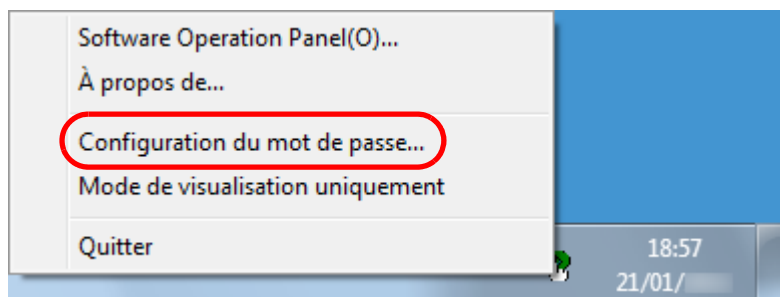 Software Operation Panel(O)...
À propos de...
Configuration du mot de passe...
Mode de visualisation uniquement
Quitter
18:57
21/01/